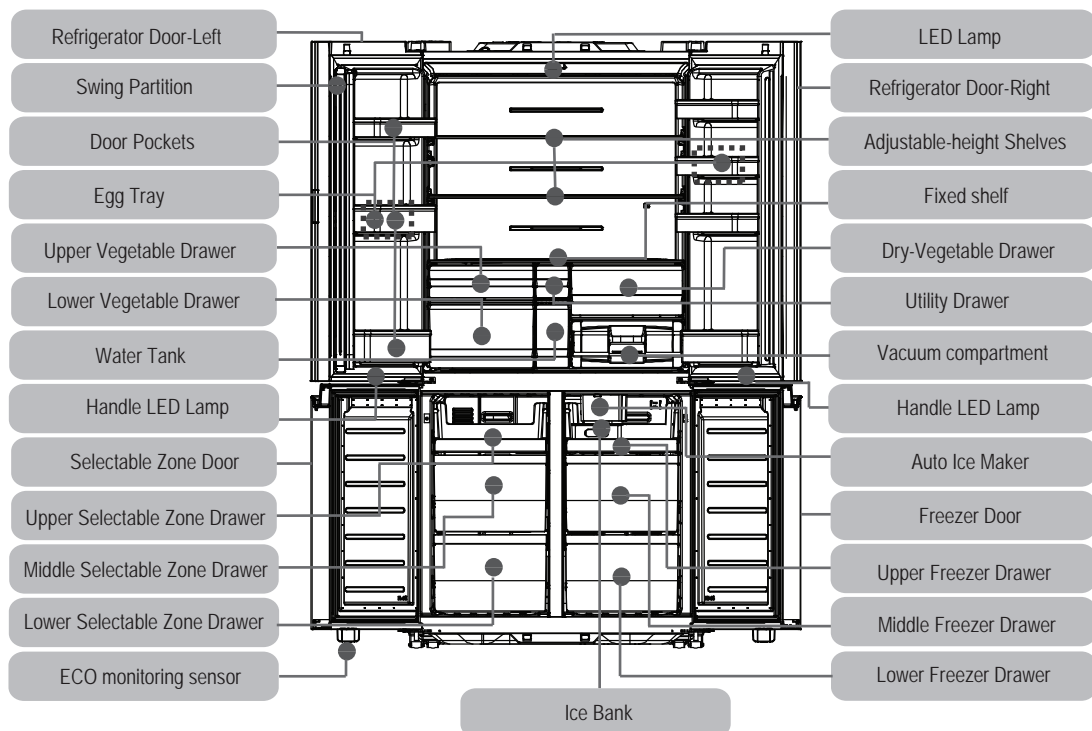 Refrigerator Door-Left
Swing Partition
Door Pockets
Egg Tray
Upper Vegetable Drawer
Lower Vegetable Drawer
Water Tank
Handle LED Lamp
Selectable Zone Door
Upper Selectable Zone Drawer
Middle Selectable Zone Drawer
Lower Selectable Zone Drawer
ECO monitoring sensor
LED Lamp
Refrigerator Door-Right
Adjustable-height Shelves
Fixed shelf
Dry-Vegetable Drawer
Utility Drawer
Vacuum compartment
Handle LED Lamp
Auto Ice Maker
Freezer Door
Upper Freezer Drawer
Middle Freezer Drawer
Lower Freezer Drawer
Ice Bank